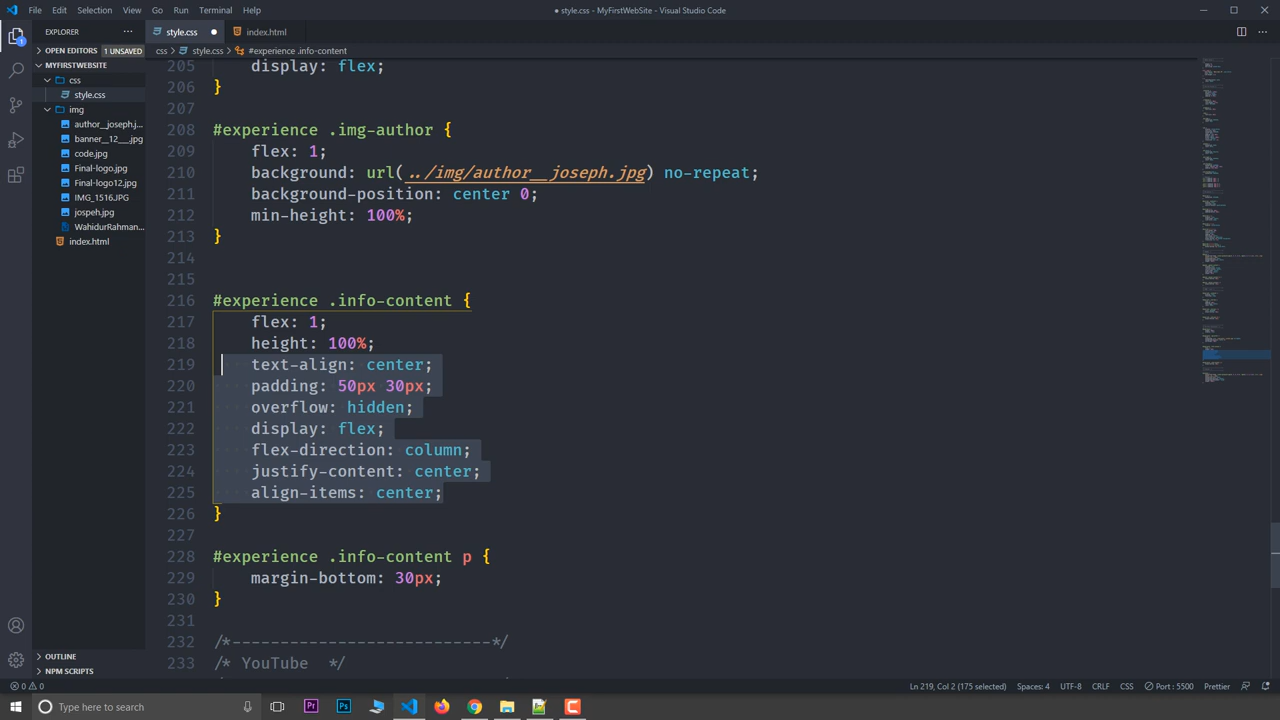 File Edit Selection View Go Run Terminal Help
● style.css - MyFirstWebSite - Visual Studio Code
EXPLORER
style.css
index.html
OPEN EDITORS 1 UNSAVED
css > style.css > #experience .info-content
MYFIRSTWEBSITE
css
style.css
img
author__joseph.j...
banner__12___.jpg
code.jpg
Final-logo.jpg
Final-logo12.jpg
IMG_1516.JPG
jospeh.jpg
WahidurRahman...
index.html
OUTLINE
NPM SCRIPTS
205 display: flex;
206 }
207
208 #experience .img-author {
209 flex: 1;
210 background: url(../img/author__joseph.jpg) no-repeat;
211 background-position: center 0;
212 min-height: 100%;
213 }
214
215
216 #experience .info-content {
217 flex: 1;
218 height: 100%;
219 text-align: center;
220 padding: 50px 30px;
221 overflow: hidden;
222 display: flex;
223 flex-direction: column;
224 justify-content: center;
225 align-items: center;
226 }
227
228 #experience .info-content p {
229 margin-bottom: 30px;
230 }
231
232 /*---------------------------*/
233 /* YouTube */
0 0 Ln 219, Col 2 (175 selected) Spaces: 4 UTF-8 CRLF CSS Port : 5500 Prettier
Type here to search